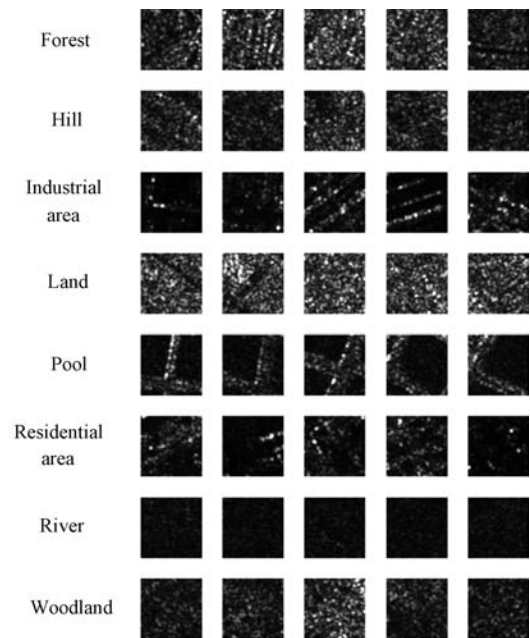 Forest
Hill
Industrial
area
Land
Pool
Residential
area
River
Woodland